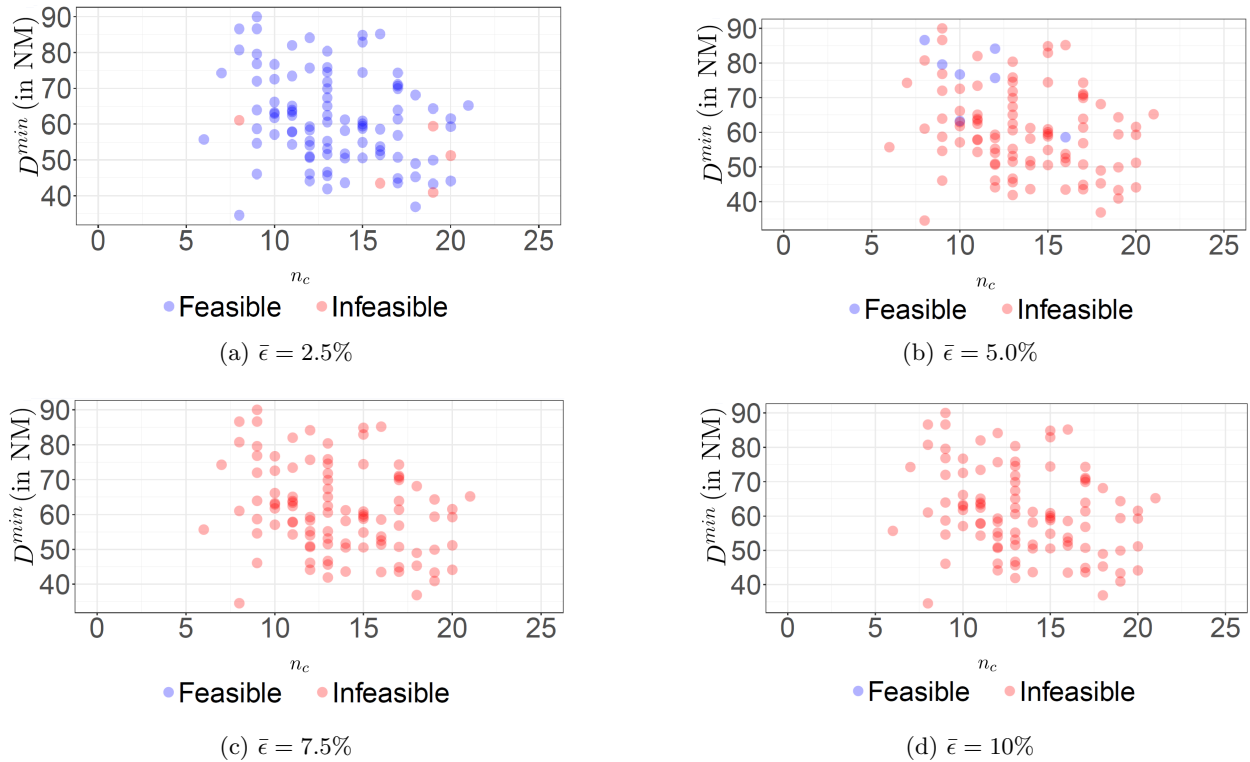 90
80
70
60
50
40
D^min (in NM)
0 5 10 15 20 25
n_c
Feasible Infeasible
(a) ϵ̄ = 2.5%
90
80
70
60
50
40
D^min (in NM)
0 5 10 15 20 25
n_c
Feasible Infeasible
(b) ϵ̄ = 5.0%
90
80
70
60
50
40
D^min (in NM)
0 5 10 15 20 25
n_c
Feasible Infeasible
(c) ϵ̄ = 7.5%
90
80
70
60
50
40
D^min (in NM)
0 5 10 15 20 25
n_c
Feasible Infeasible
(d) ϵ̄ = 10%